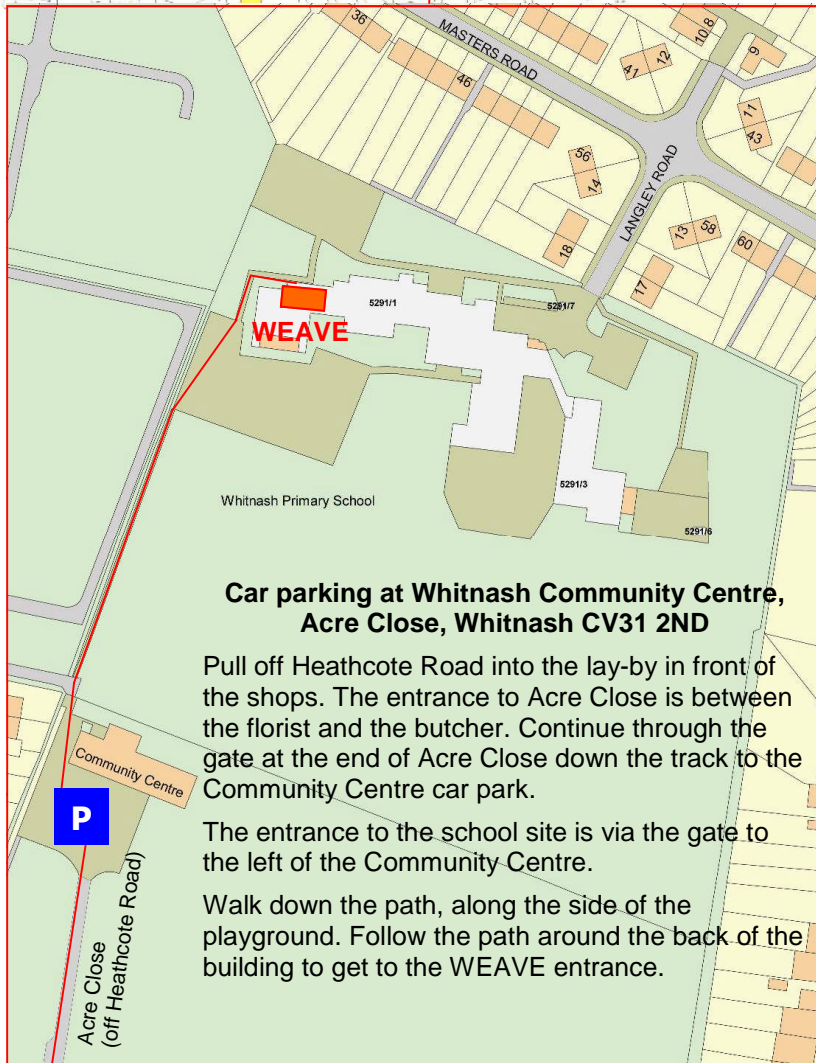 36
MASTERS ROAD
46
41
12
10.8
9
11
43
56
14
18
LANGLEY ROAD
13
58
60
17
5291/1
5291/7
WEAVE
5291/3
5291/6
Whitnash Primary School
Car parking at Whitnash Community Centre,
Acre Close, Whitnash CV31 2ND
Pull off Heathcote Road into the lay-by in front of
the shops. The entrance to Acre Close is between
the florist and the butcher. Continue through the
gate at the end of Acre Close down the track to the
Community Centre car park.
The entrance to the school site is via the gate to
the left of the Community Centre.
Walk down the path, along the side of the
playground. Follow the path around the back of the
building to get to the WEAVE entrance.
Community Centre
P
Acre Close
(off Heathcote Road)